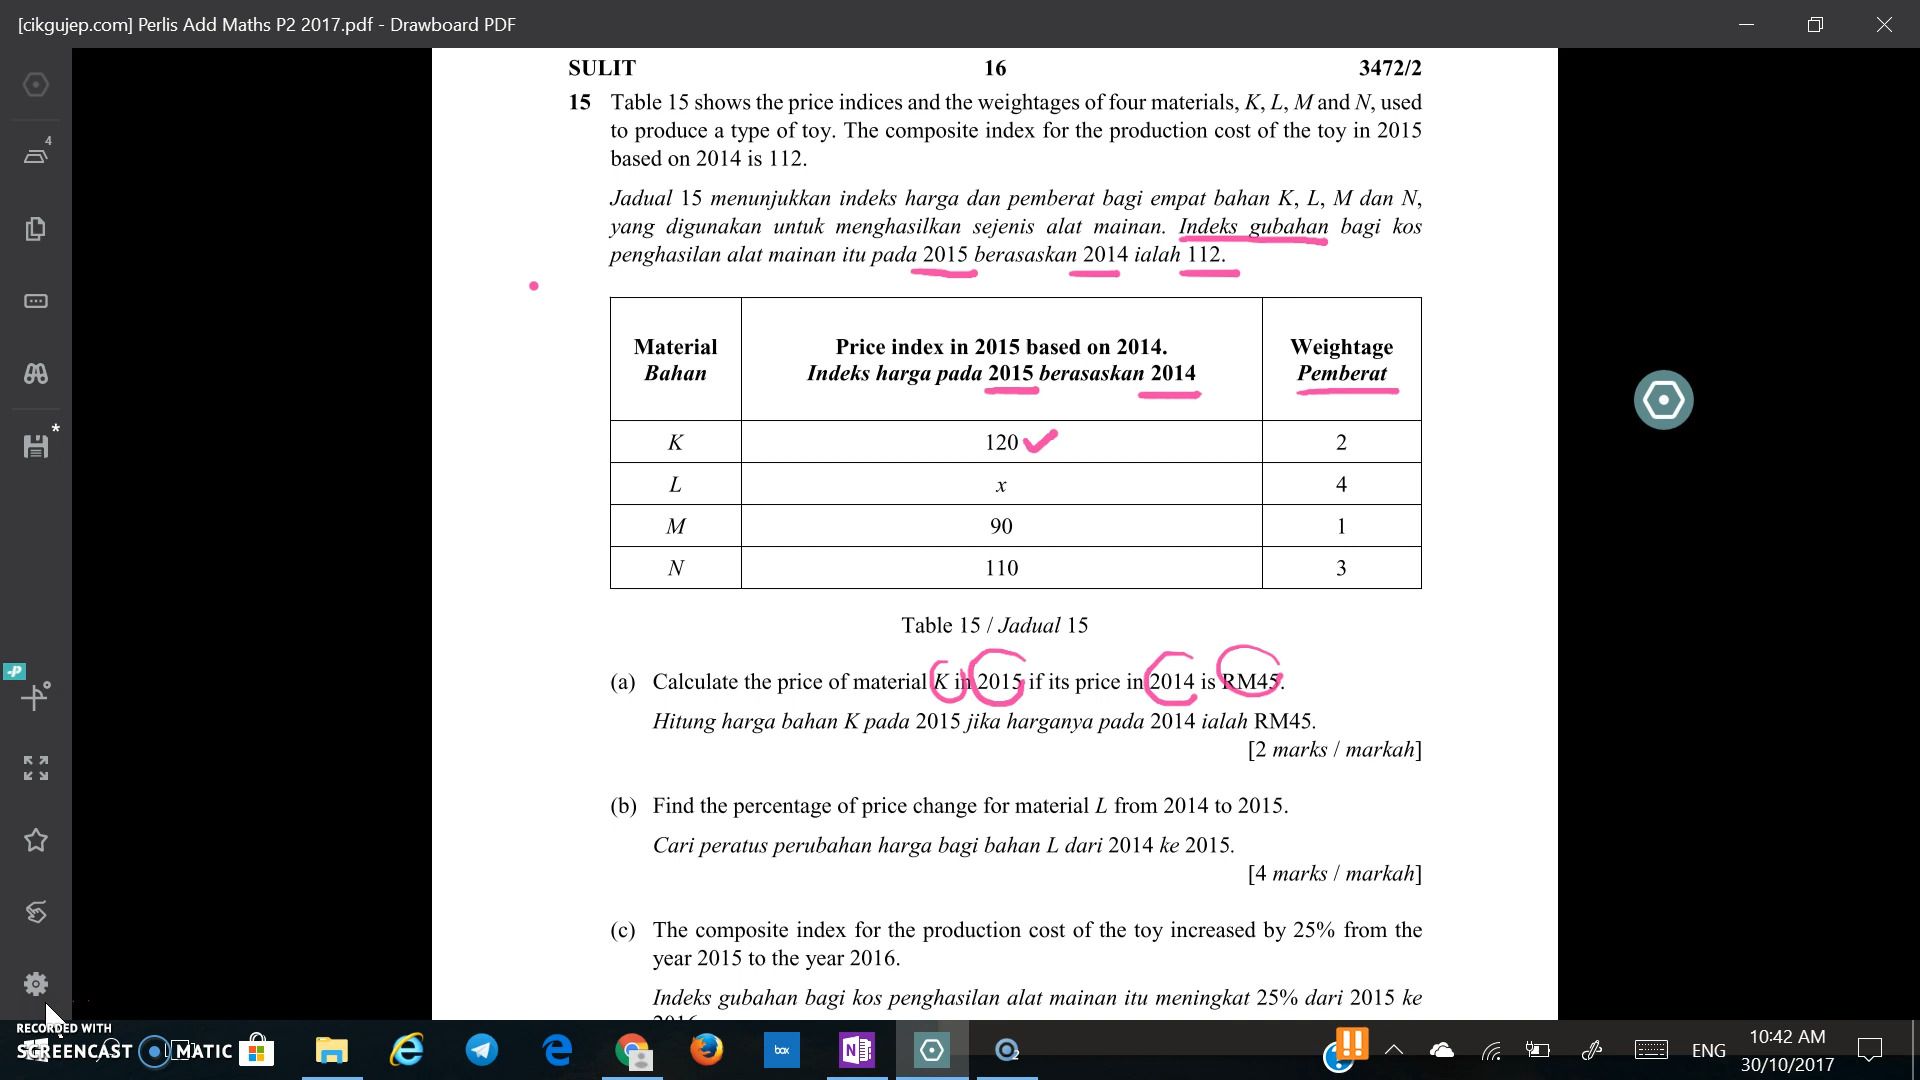 [cikgujep.com] Perlis Add Maths P2 2017.pdf - Drawboard PDF
SULIT 16 3472/2
15 Table 15 shows the price indices and the weightages of four materials, K, L, M and N, used
to produce a type of toy. The composite index for the production cost of the toy in 2015
based on 2014 is 112.
Jadual 15 menunjukkan indeks harga dan pemberat bagi empat bahan K, L, M dan N,
yang digunakan untuk menghasilkan sejenis alat mainan. Indeks gubahan bagi kos
penghasilan alat mainan itu pada 2015 berasaskan 2014 ialah 112.
Material Price index in 2015 based on 2014. Weightage
Bahan Indeks harga pada 2015 berasaskan 2014 Pemberat
K 120 2
L x 4
M 90 1
N 110 3
Table 15 / Jadual 15
(a) Calculate the price of material K in 2015 if its price in 2014 is RM45.
Hitung harga bahan K pada 2015 jika harganya pada 2014 ialah RM45.
[2 marks / markah]
(b) Find the percentage of price change for material L from 2014 to 2015.
Cari peratus perubahan harga bagi bahan L dari 2014 ke 2015.
[4 marks / markah]
(c) The composite index for the production cost of the toy increased by 25% from the
year 2015 to the year 2016.
Indeks gubahan bagi kos penghasilan alat mainan itu meningkat 25% dari 2015 ke
4
RECORDED WITH
SCREENCAST MATIC
box
N
2
ENG
10:42 AM
30/10/2017